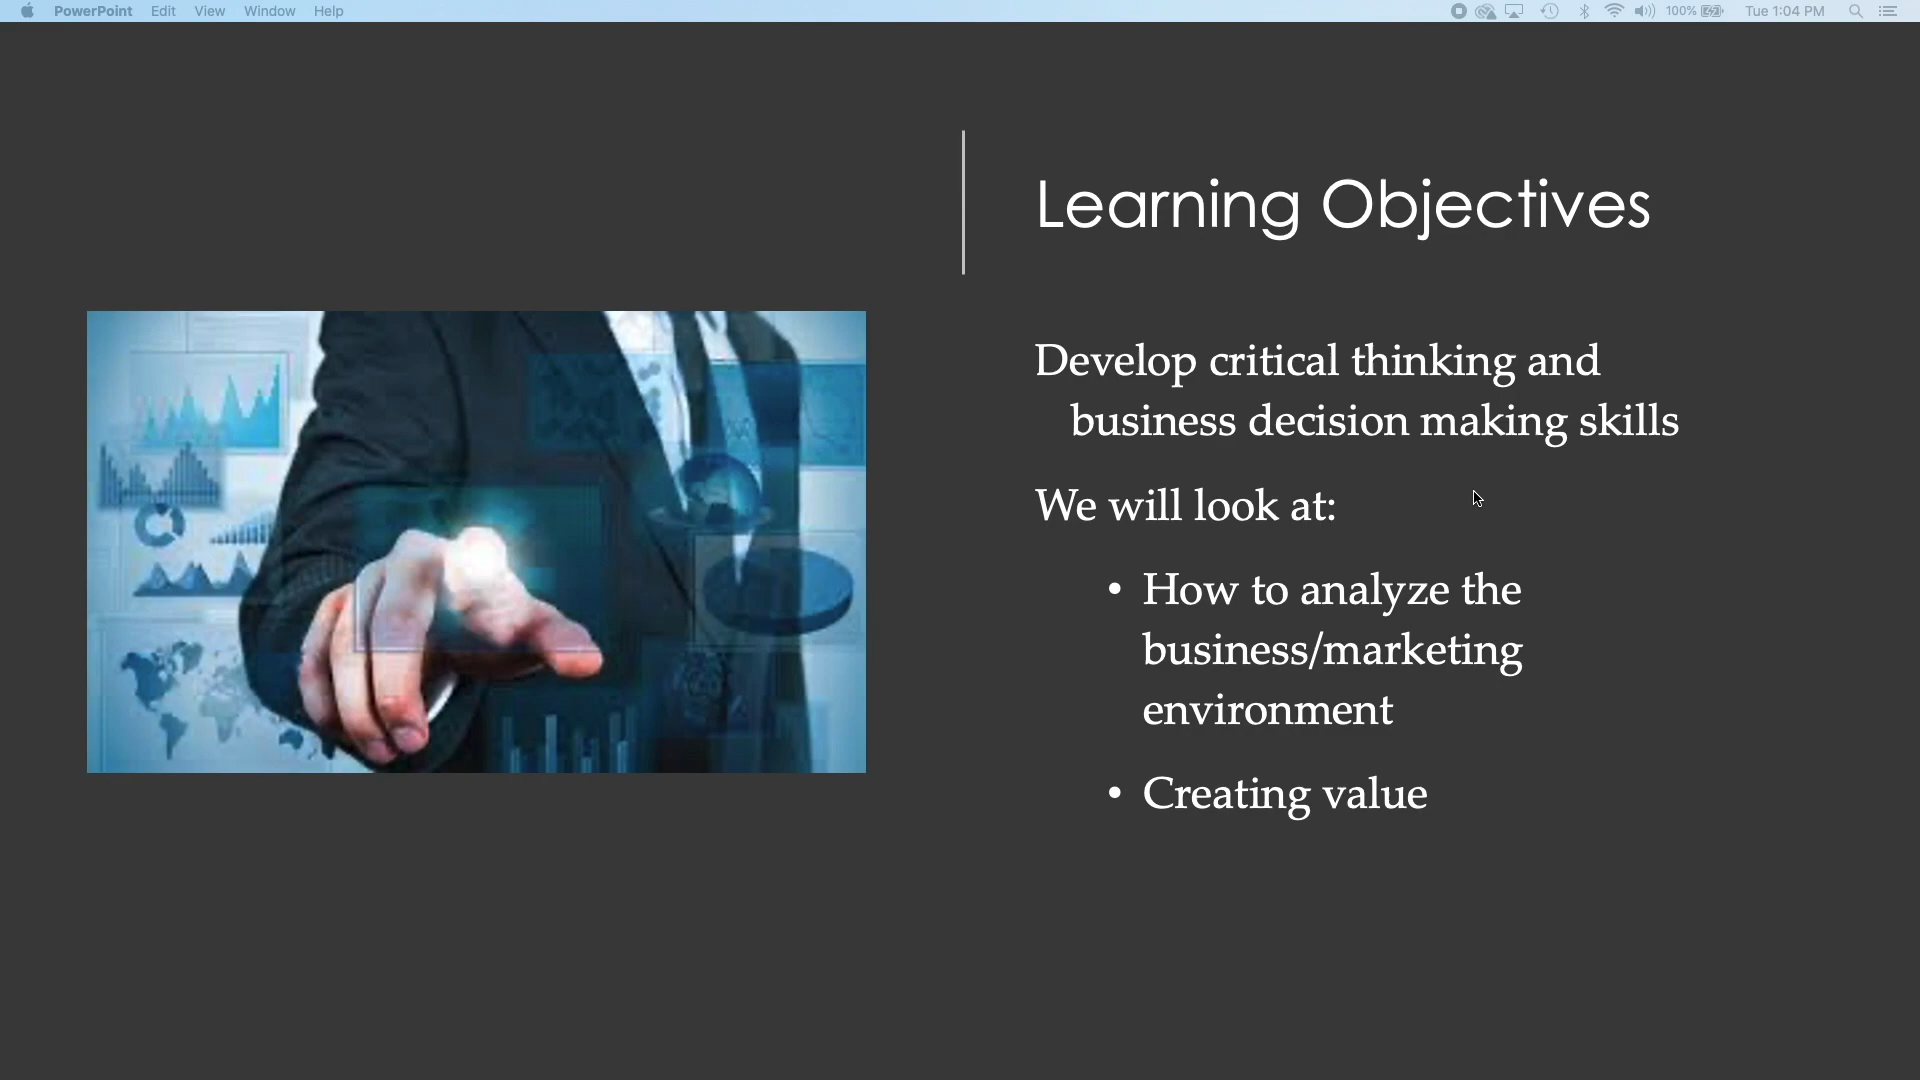 PowerPoint Edit View Window Help 100% Tue 1:04 PM
Learning Objectives
Develop critical thinking and
business decision making skills
We will look at:
• How to analyze the
business/marketing
environment
• Creating value